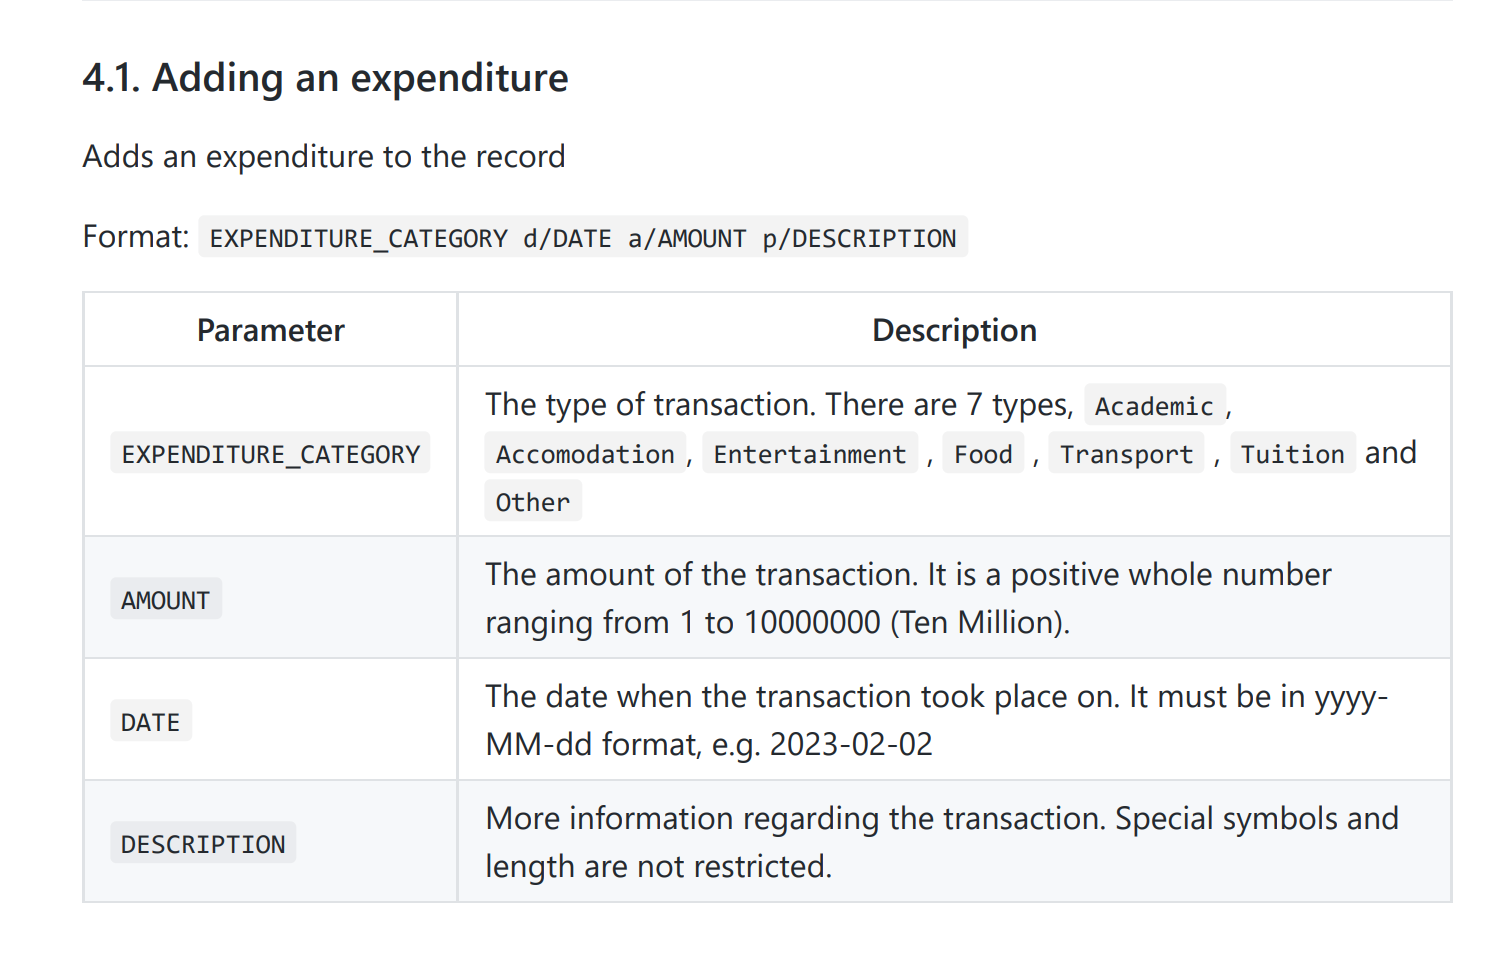 4.1. Adding an expenditure
Adds an expenditure to the record
Format: EXPENDITURE_CATEGORY d/DATE a/AMOUNT p/DESCRIPTION
Parameter Description
The type of transaction. There are 7 types, Academic ,
EXPENDITURE_CATEGORY Accomodation , Entertainment , Food , Transport , Tuition and
Other
The amount of the transaction. It is a positive whole number
AMOUNT
ranging from 1 to 10000000 (Ten Million).
The date when the transaction took place on. It must be in yyyy-
DATE
MM-dd format, e.g. 2023-02-02
More information regarding the transaction. Special symbols and
DESCRIPTION
length are not restricted.